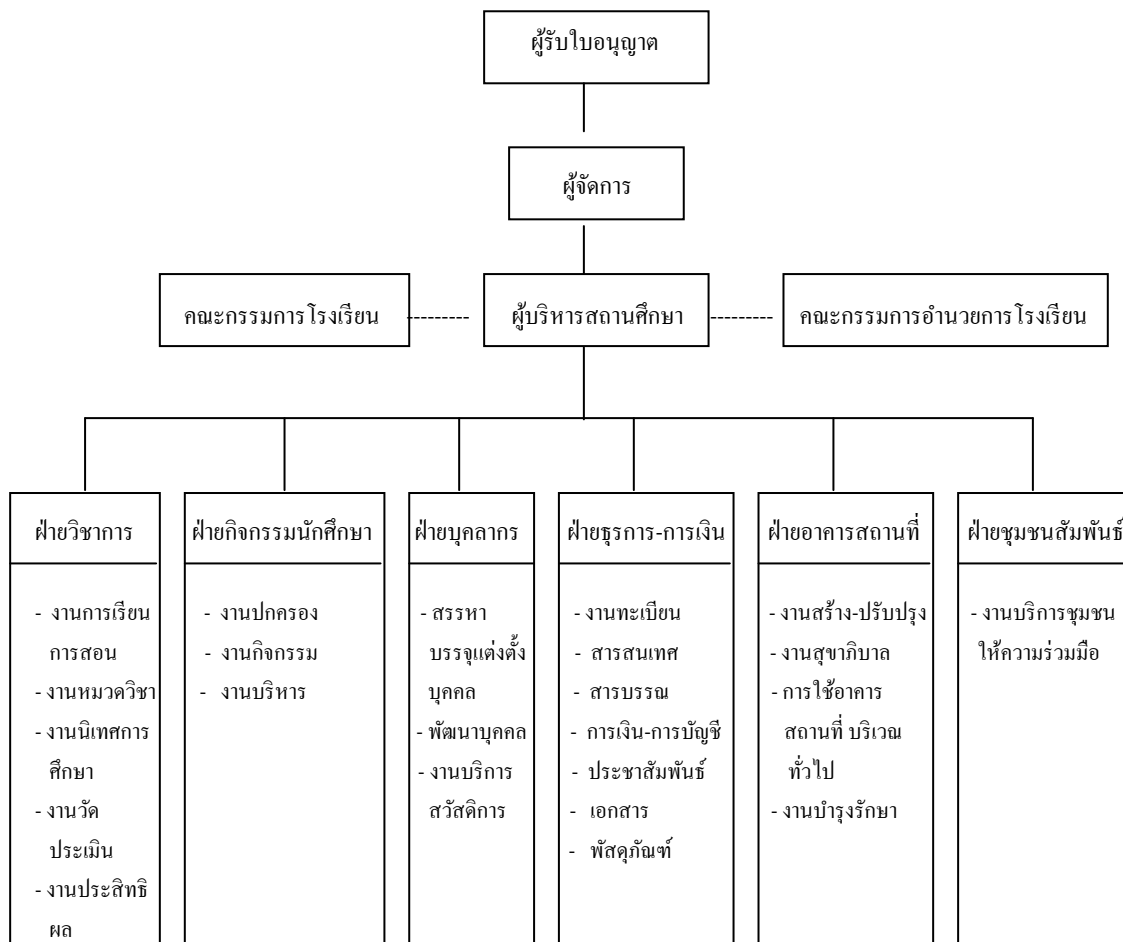 ผู้รับใบอนุญาต
ผู้จัดการ
คณะกรรมการโรงเรียน
ผู้บริหารสถานศึกษา
คณะกรรมการอำนวยการโรงเรียน
ฝ่ายวิชาการ
- งานการเรียน
การสอน
- งานหมวดวิชา
- งานนิเทศการ
ศึกษา
- งานวัด
ประเมิน
- งานประสิทธิ
ผล
ฝ่ายกิจกรรมนักศึกษา
- งานปกครอง
- งานกิจกรรม
- งานบริหาร
ฝ่ายบุคลากร
- สรรหา
บรรจุแต่งตั้ง
บุคคล
- พัฒนาบุคคล
- งานบริการ
สวัสดิการ
ฝ่ายธุรการ-การเงิน
- งานทะเบียน
- สารสนเทศ
- สารบรรณ
- การเงิน-การบัญชี
- ประชาสัมพันธ์
- เอกสาร
- พัสดุภัณฑ์
ฝ่ายอาคารสถานที่
- งานสร้าง-ปรับปรุง
- งานสุขาภิบาล
- การใช้อาคาร
สถานที่ บริเวณ
ทั่วไป
- งานบำรุงรักษา
ฝ่ายชุมชนสัมพันธ์
- งานบริการชุมชน
ให้ความร่วมมือ